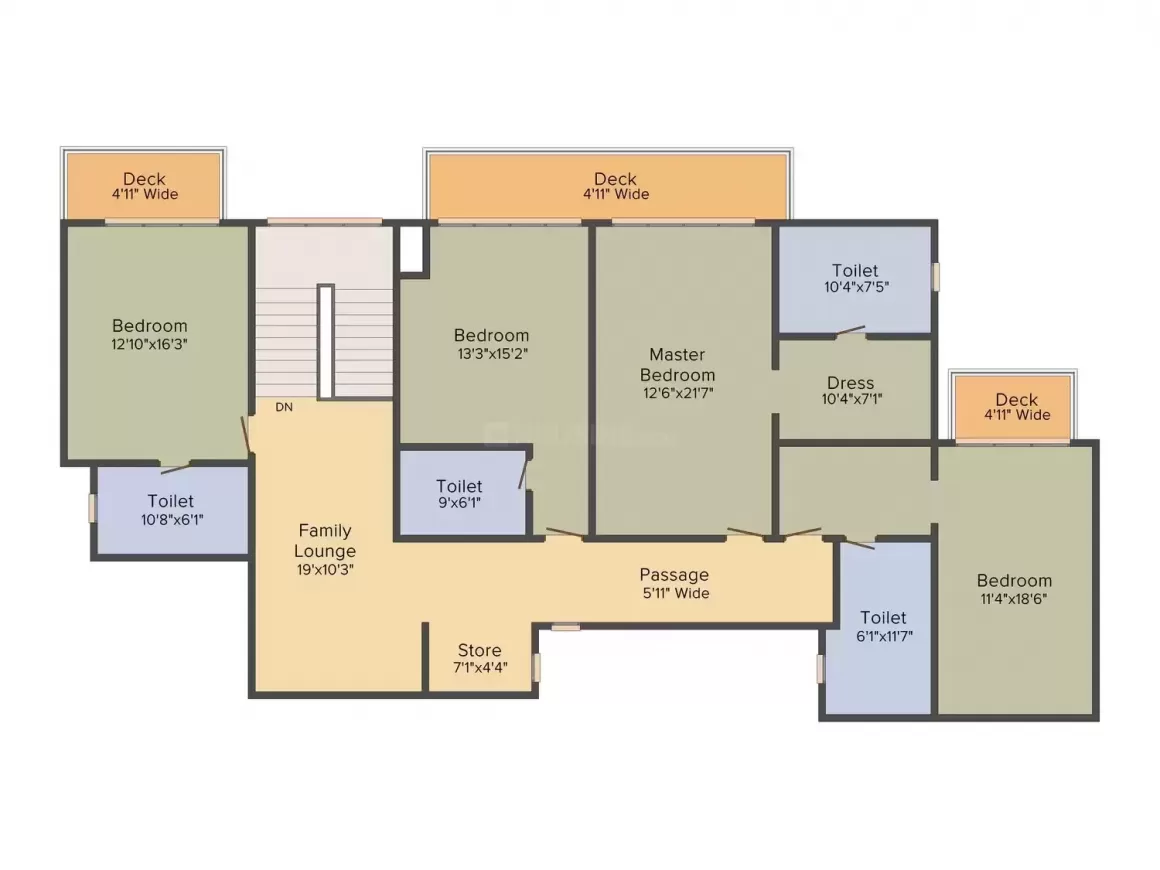 Deck
4'11" Wide
Deck
4'11" Wide
Toilet
10'4"x7'5"
Bedroom
12'10"x16'3"
Bedroom
13'3"x15'2"
Master
Bedroom
12'6"x21'7"
Dress
10'4"x7'1"
Deck
4'11" Wide
DN
Toilet
9'x6'1"
Toilet
10'8"x6'1"
Family
Lounge
19'x10'3"
Passage
5'11" Wide
Bedroom
11'4"x18'6"
Toilet
6'1"x11'7"
Store
7'1"x4'4"